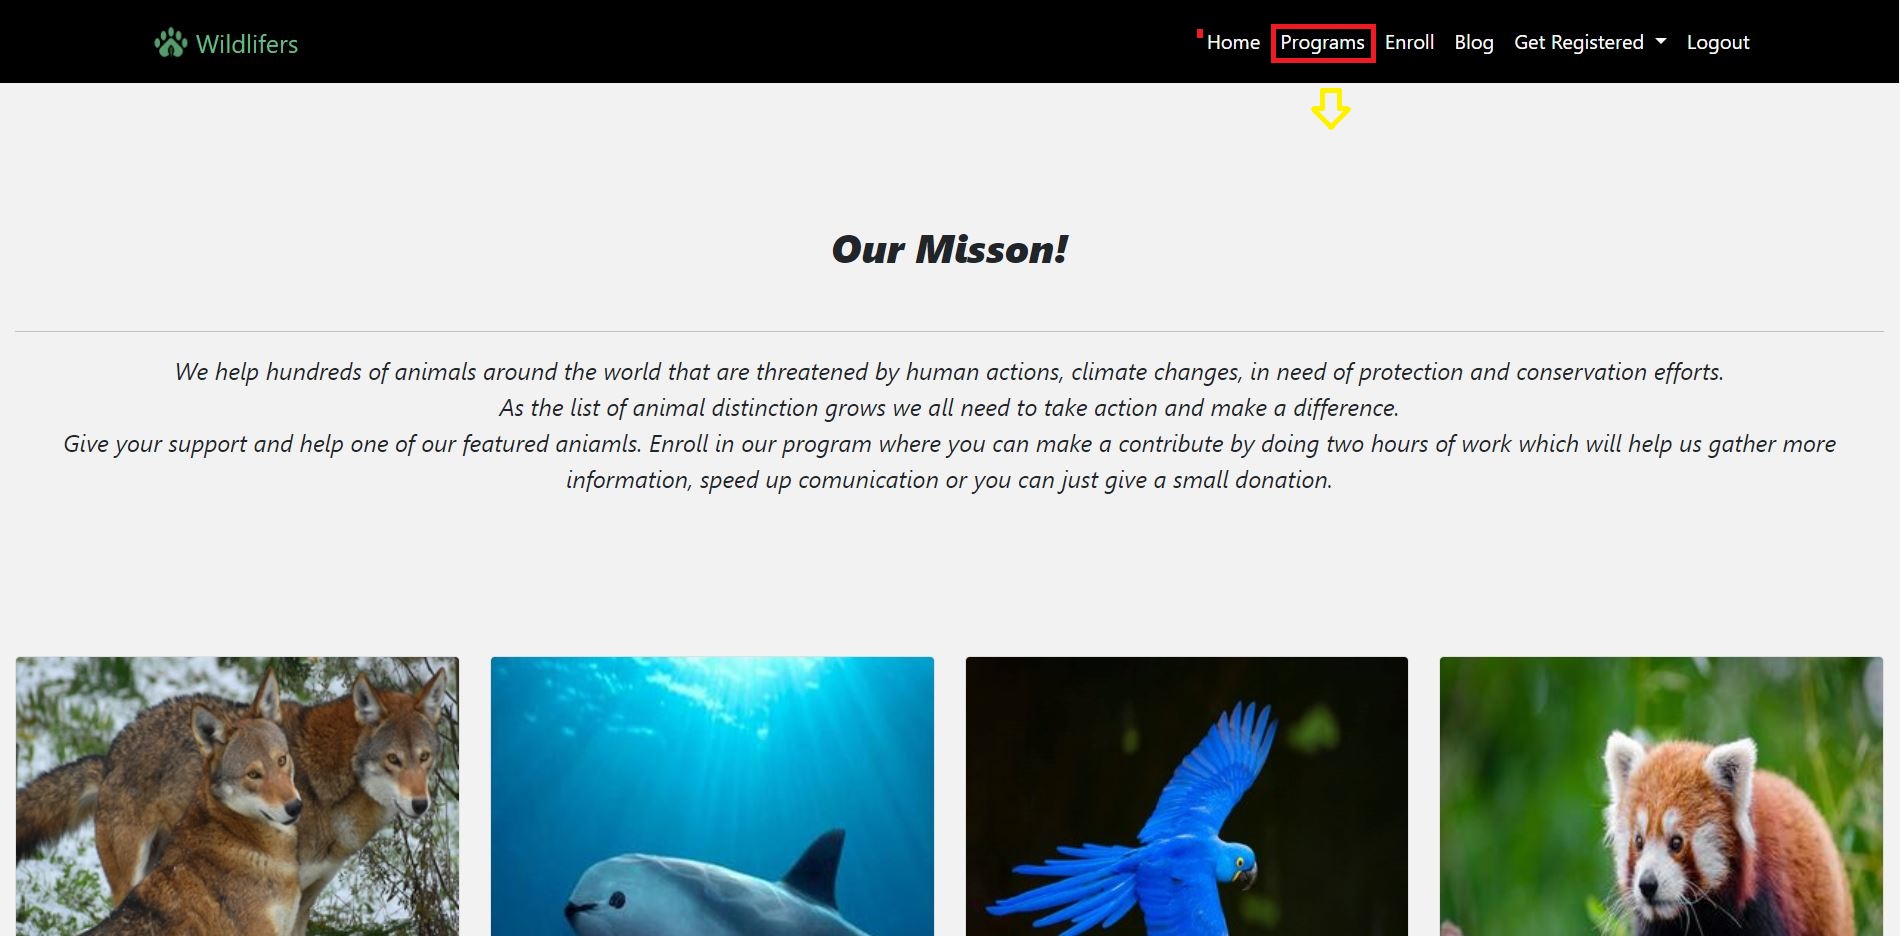 Wildlifers
Home Programs Enroll Blog Get Registered Logout
Our Misson!
We help hundreds of animals around the world that are threatened by human actions, climate changes, in need of protection and conservation efforts.
As the list of animal distinction grows we all need to take action and make a difference.
Give your support and help one of our featured aniamls. Enroll in our program where you can make a contribute by doing two hours of work which will help us gather more
information, speed up comunication or you can just give a small donation.